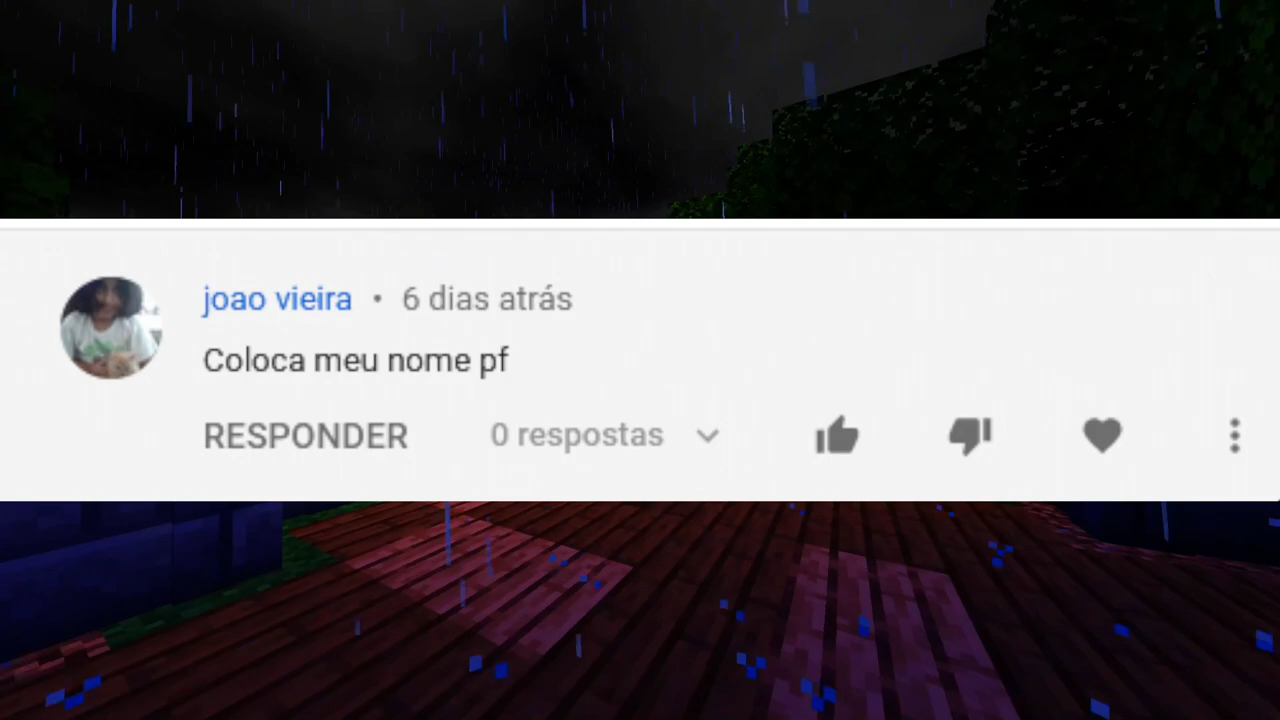 joao vieira • 6 dias atrás
Coloca meu nome pf
RESPONDER 0 respostas